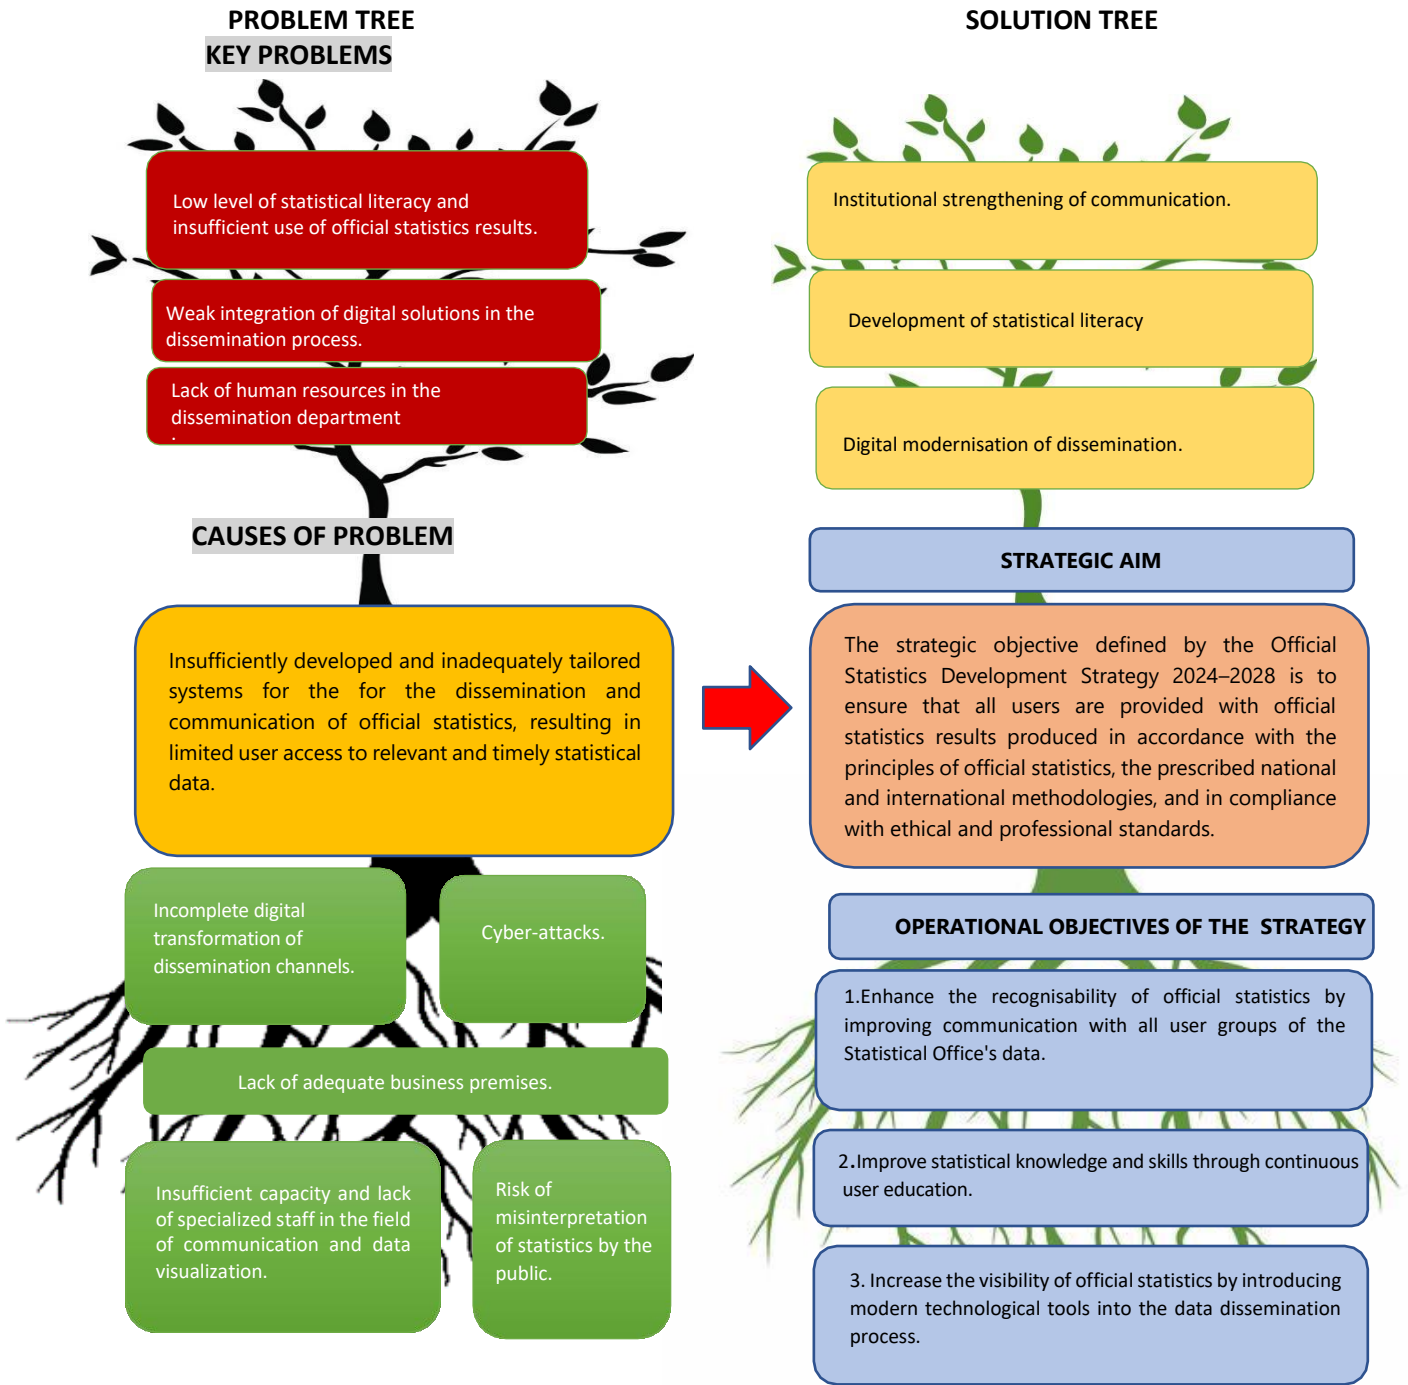 PROBLEM TREE
KEY PROBLEMS
Low level of statistical literacy and
insufficient use of official statistics results.
Weak integration of digital solutions in the
dissemination process.
Lack of human resources in the
dissemination department
.
CAUSES OF PROBLEM
Insufficiently developed and inadequately tailored
systems for the for the dissemination and
communication of official statistics, resulting in
limited user access to relevant and timely statistical
data.
Incomplete digital
transformation of
dissemination channels.
Cyber-attacks.
Lack of adequate business premises.
Insufficient capacity and lack
of specialized staff in the field
of communication and data
visualization.
Risk of
misinterpretation
of statistics by the
public.
SOLUTION TREE
Institutional strengthening of communication.
Development of statistical literacy
Digital modernisation of dissemination.
STRATEGIC AIM
The strategic objective defined by the Official
Statistics Development Strategy 2024–2028 is to
ensure that all users are provided with official
statistics results produced in accordance with the
principles of official statistics, the prescribed national
and international methodologies, and in compliance
with ethical and professional standards.
OPERATIONAL OBJECTIVES OF THE STRATEGY
1.Enhance the recognisability of official statistics by
improving communication with all user groups of the
Statistical Office's data.
2.Improve statistical knowledge and skills through continuous
user education.
3. Increase the visibility of official statistics by introducing
modern technological tools into the data dissemination
process.